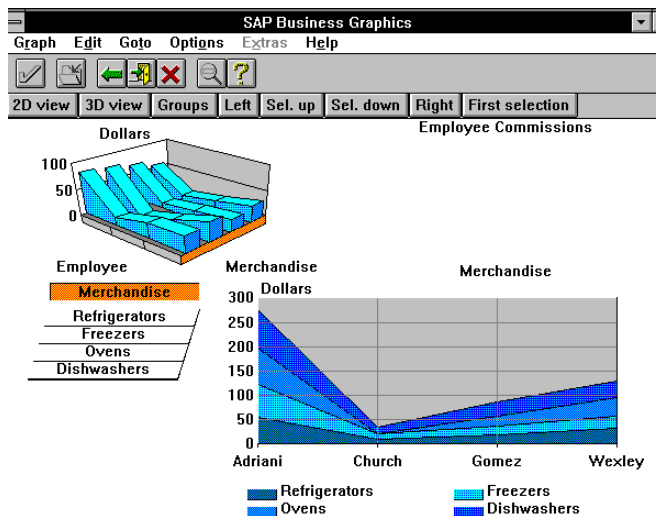 SAP Business Graphics
Graph Edit Goto Options Extras Help
2D view 3D view Groups Left Sel. up Sel. down Right First selection
Employee Commissions
Dollars
100
50
0
Employee
Merchandise
Merchandise
Refrigerators
Freezers
Ovens
Dishwashers
Merchandise
Dollars
300
250
200
150
100
50
0
Adriani Church Gomez Wexley
Refrigerators Freezers
Ovens Dishwashers